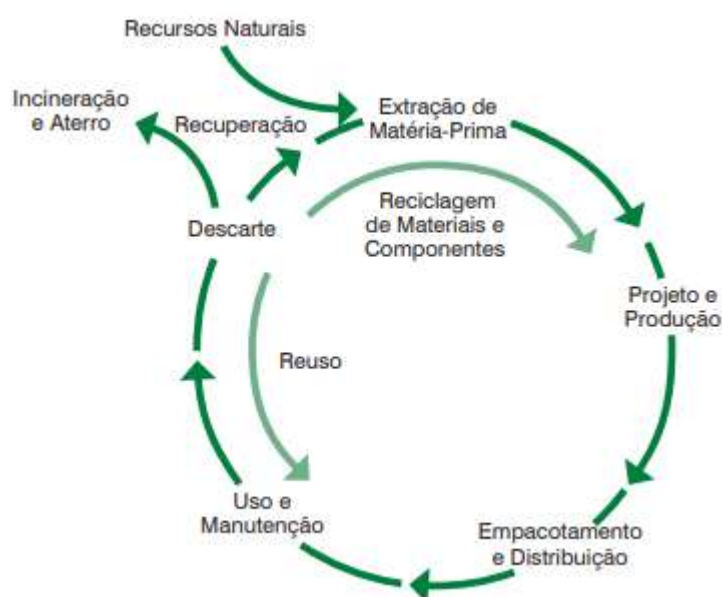 Recursos Naturais
Incineração
e Aterro
Recuperação
Extração de
Matéria-Prima
Reciclagem
de Materiais e
Componentes
Descarte
Projeto e
Produção
Reuso
Uso e
Manutenção
Empacotamento
e Distribuição